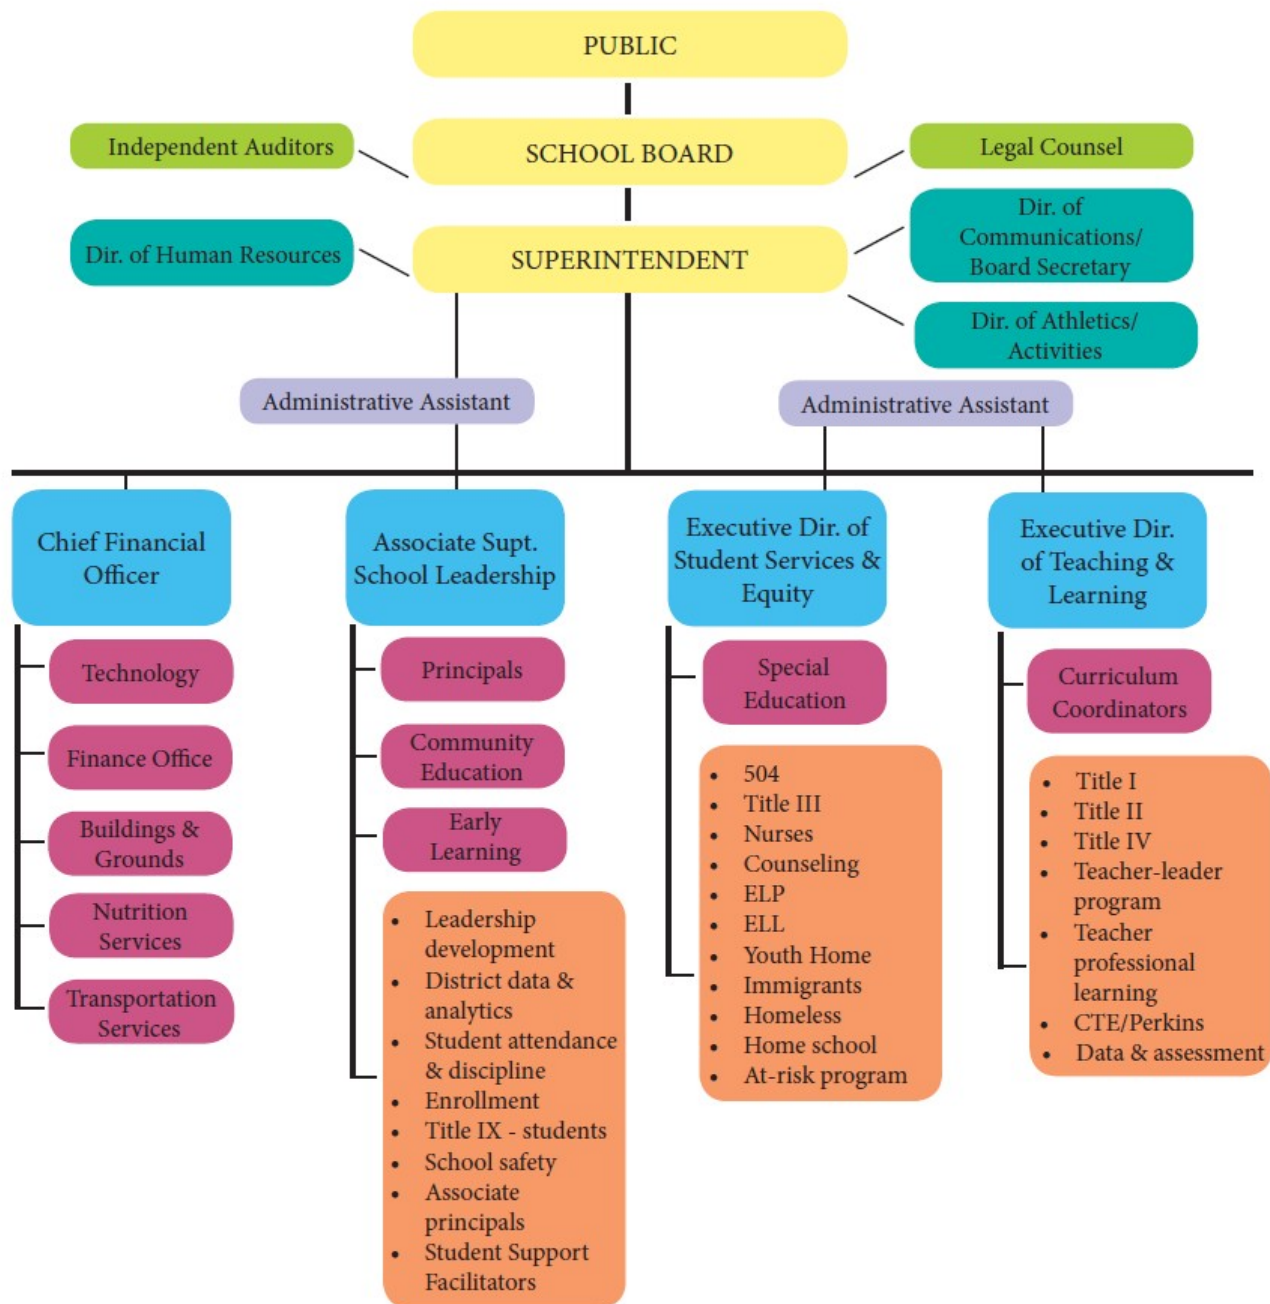 PUBLIC
Independent Auditors
SCHOOL BOARD
Legal Counsel
Dir. of Human Resources
SUPERINTENDENT
Dir. of
Communications/
Board Secretary
Dir. of Athletics/
Activities
Administrative Assistant
Administrative Assistant
Chief Financial
Officer
Technology
Finance Office
Buildings &
Grounds
Nutrition
Services
Transportation
Services
Associate Supt.
School Leadership
Principals
Community
Education
Early
Learning
• Leadership
development
• District data &
analytics
• Student attendance
& discipline
• Enrollment
• Title IX - students
• School safety
• Associate
principals
• Student Support
Facilitators
Executive Dir. of
Student Services &
Equity
Special
Education
• 504
• Title III
• Nurses
• Counseling
• ELP
• ELL
• Youth Home
• Immigrants
• Homeless
• Home school
• At-risk program
Executive Dir.
of Teaching &
Learning
Curriculum
Coordinators
• Title I
• Title II
• Title IV
• Teacher-leader
program
• Teacher
professional
learning
• CTE/Perkins
• Data & assessment